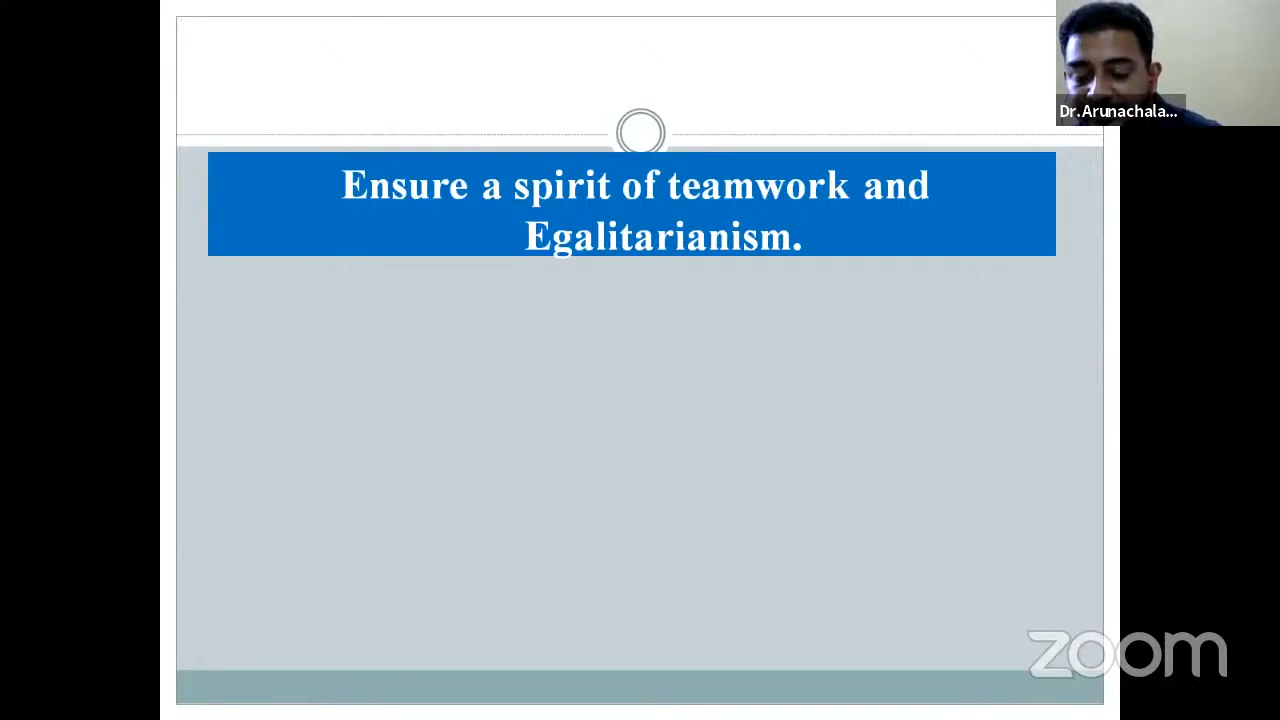 Dr.Arunachala...
Ensure a spirit of teamwork and
Egalitarianism.
zoom